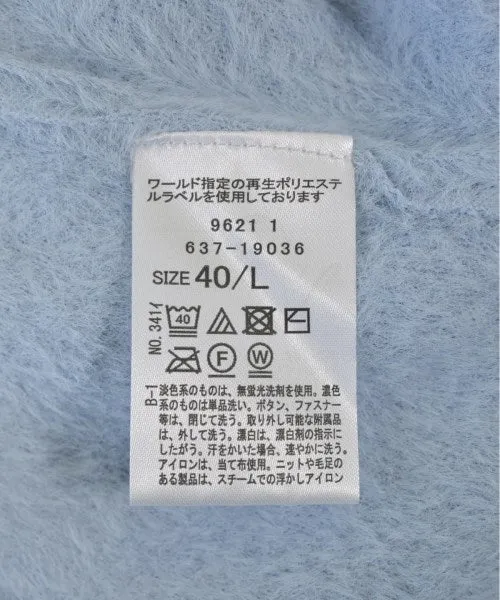 ワールド指定の再生ポリエステ
ルラベルを使用しております
9621 1
637-19036
SIZE 40/L
NO. 341イ
40
F
W
B-1
淡色系のものは、無蛍光洗剤を使用。濃色
系のものは単品洗い。ボタン、ファスナー
等は、閉じて洗う。取り外し可能な附属品
は、外して洗う。漂白は、漂白剤の指示に
したがう。汗をかいた場合、速やかに洗う。
アイロンは、当て布使用。ニットや毛足の
ある製品は、スチームでの浮かしアイロン